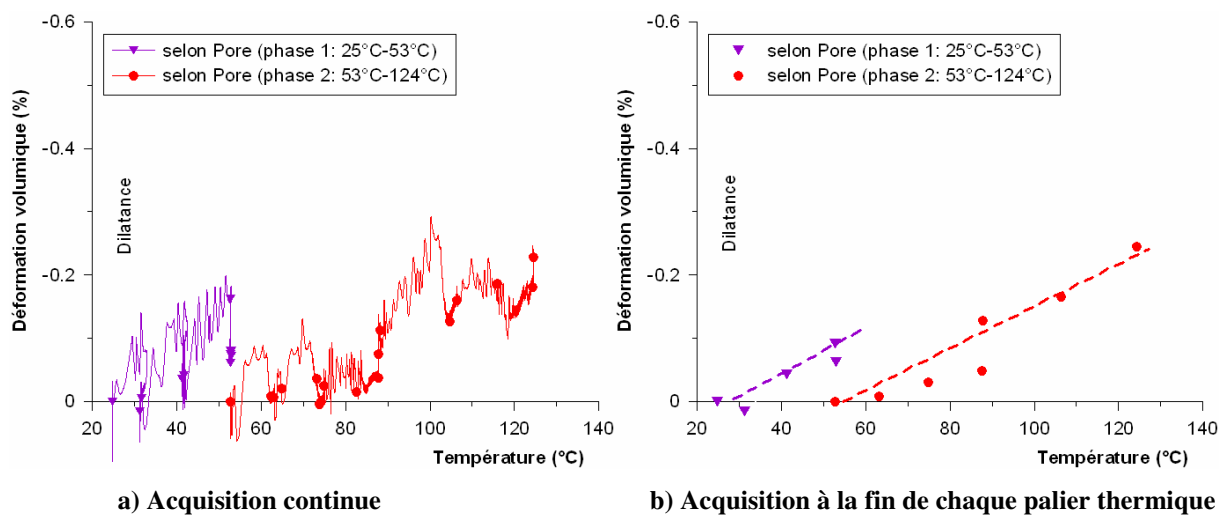 -0.6
-0.4
-0.2
0
Déformation volumique (%)
selon Pore (phase 1: 25°C-53°C)
selon Pore (phase 2: 53°C-124°C)
Dilatance
20 40 60 80 100 120 140
Température (°C)
a) Acquisition continue
-0.6
-0.4
-0.2
0
Déformation volumique (%)
selon Pore (phase 1: 25°C-53°C)
selon Pore (phase 2: 53°C-124°C)
Dilatance
20 40 60 80 100 120 140
Température (°C)
b) Acquisition à la fin de chaque palier thermique